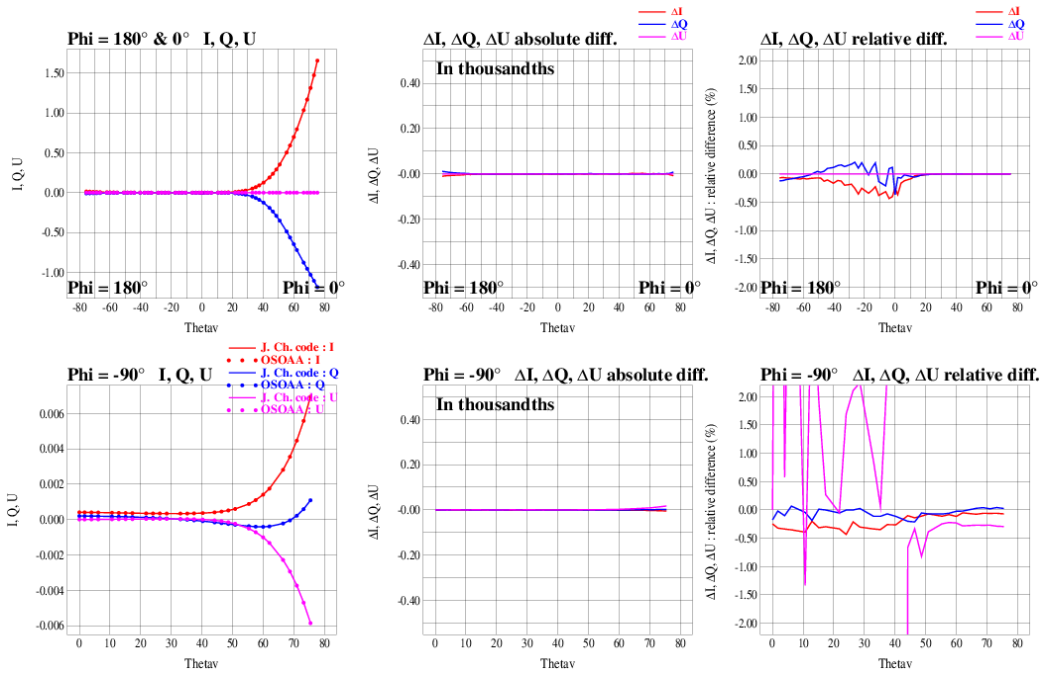 Phi = 180° & 0° I, Q, U
1.50
1.00
0.50
0.00
-0.50
-1.00
I, Q, U
Phi = 180°
Phi = 0°
-80 -60 -40 -20 0 20 40 60 80
Thetav
ΔI
ΔQ
ΔU
ΔI, ΔQ, ΔU absolute diff.
In thousandths
0.40
0.20
-0.00
-0.20
-0.40
ΔI, ΔQ, ΔU
Phi = 180°
Phi = 0°
-80 -60 -40 -20 0 20 40 60 80
Thetav
ΔI
ΔQ
ΔU
ΔI, ΔQ, ΔU relative diff.
2.00
1.50
1.00
0.50
0.00
-0.50
-1.00
-1.50
-2.00
ΔI, ΔQ, ΔU : relative difference (%)
Phi = 180°
Phi = 0°
-80 -60 -40 -20 0 20 40 60 80
Thetav
J. Ch. code : I
OSOAA : I
J. Ch. code : Q
OSOAA : Q
J. Ch. code : U
OSOAA : U
Phi = -90° I, Q, U
0.006
0.004
0.002
0.000
-0.002
-0.004
-0.006
I, Q, U
0 10 20 30 40 50 60 70 80
Thetav
Phi = -90° ΔI, ΔQ, ΔU absolute diff.
In thousandths
0.40
0.20
0.00
-0.20
-0.40
ΔI, ΔQ, ΔU
0 10 20 30 40 50 60 70 80
Thetav
Phi = -90° ΔI, ΔQ, ΔU relative diff.
2.00
1.50
1.00
0.50
0.00
-0.50
-1.00
-1.50
-2.00
ΔI, ΔQ, ΔU : relative difference (%)
0 10 20 30 40 50 60 70 80
Thetav